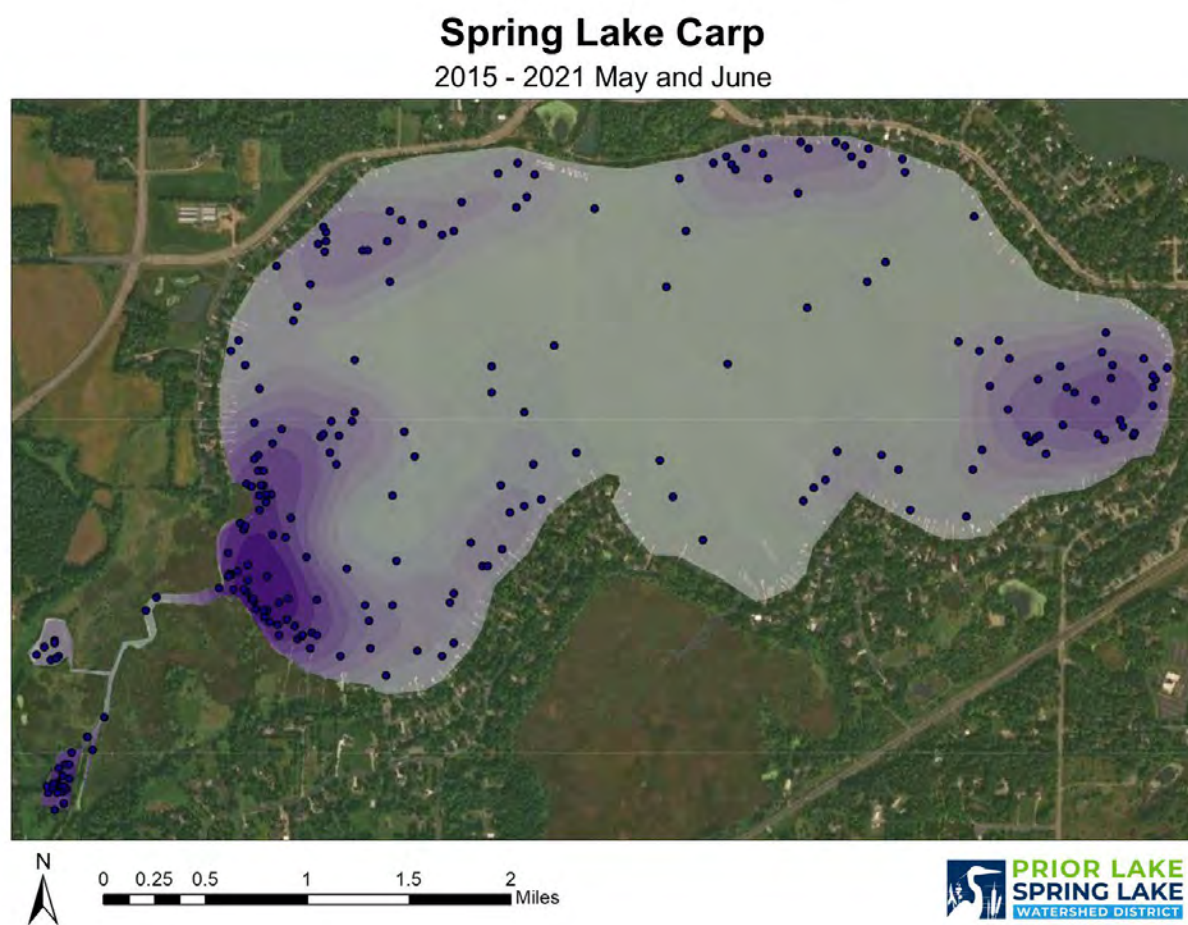 Spring Lake Carp
2015 - 2021 May and June
N
0 0.25 0.5 1 1.5 2
Miles
PRIOR LAKE
SPRING LAKE
WATERSHED DISTRICT